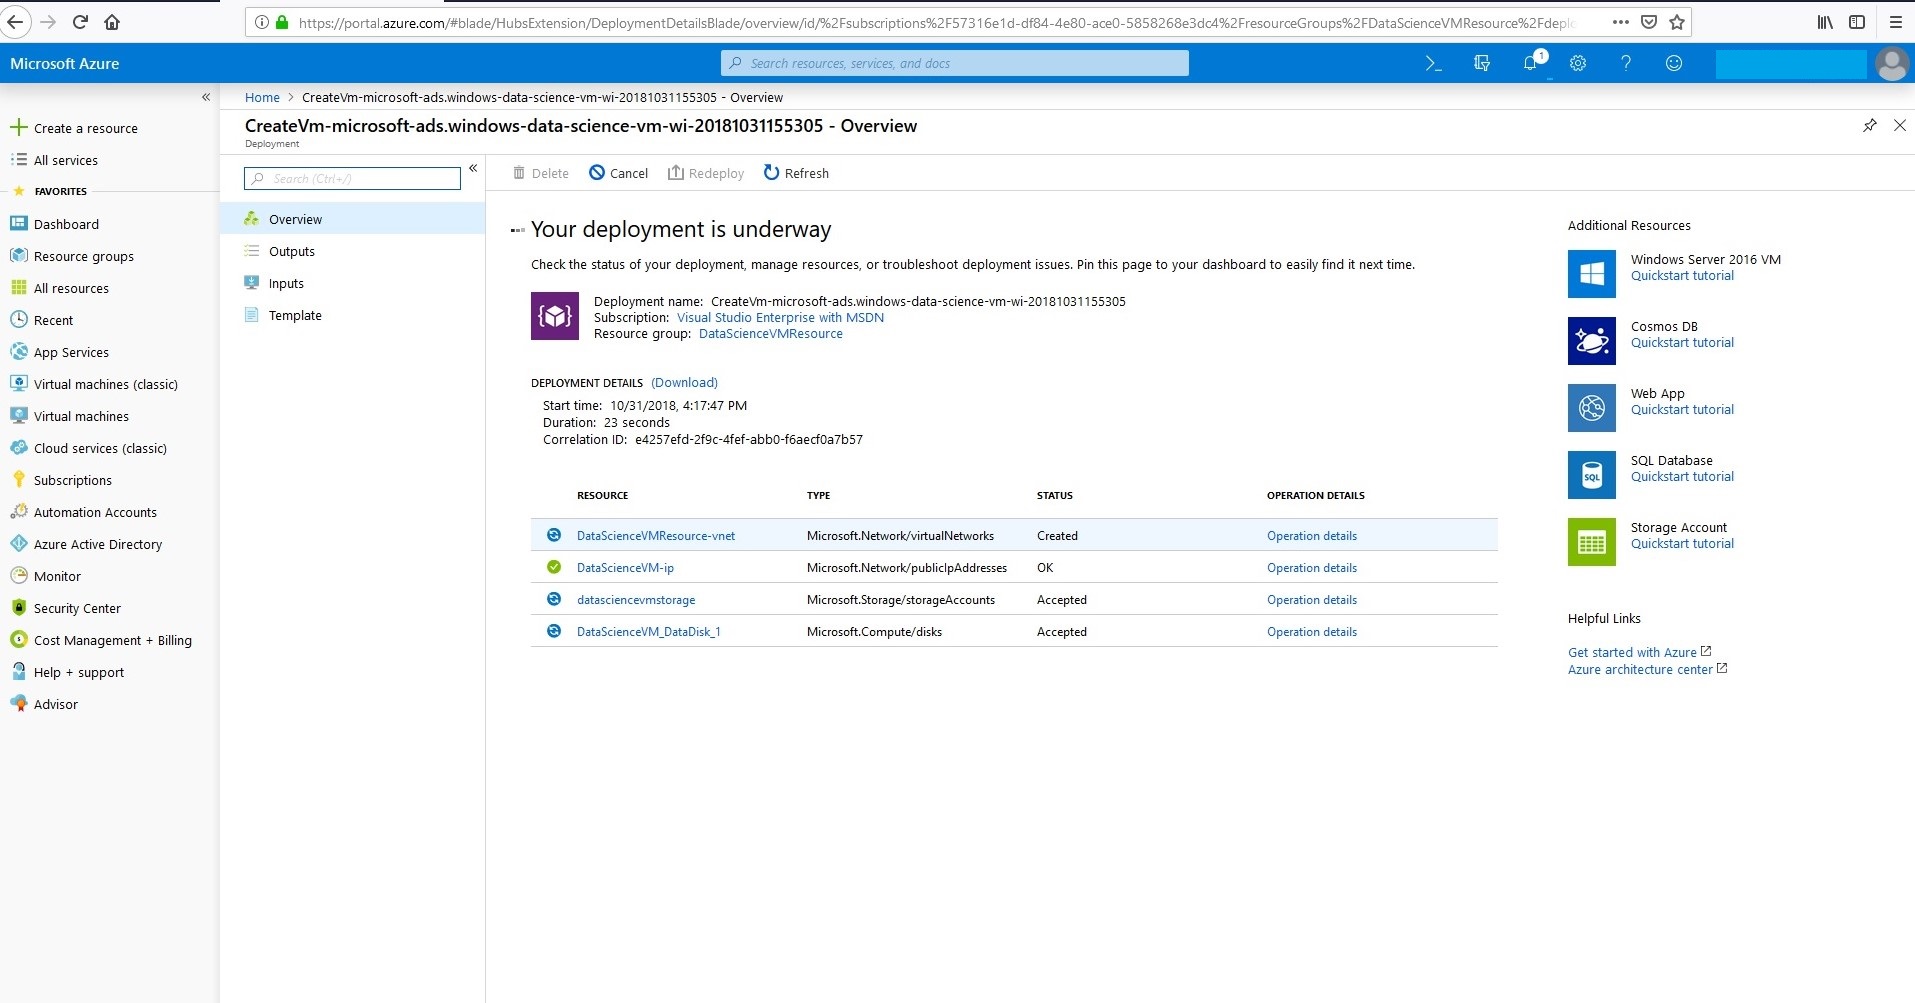 https://portal.azure.com/#blade/HubsExtension/DeploymentDetailsBlade/overview/id/%2Fsubscriptions%2F57316e1d-df84-4e80-ace0-5858268e3dc4%2FresourceGroups%2FDataScienceVMResource%2Fdeplo
Microsoft Azure
Search resources, services, and docs
1
Home > CreateVm-microsoft-ads.windows-data-science-vm-wi-20181031155305 - Overview
CreateVm-microsoft-ads.windows-data-science-vm-wi-20181031155305 - Overview
Deployment
Create a resource
All services
FAVORITES
Dashboard
Resource groups
All resources
Recent
App Services
Virtual machines (classic)
Virtual machines
Cloud services (classic)
Subscriptions
Automation Accounts
Azure Active Directory
Monitor
Security Center
Cost Management + Billing
Help + support
Advisor
Search (Ctrl+/)
Overview
Outputs
Inputs
Template
Delete Cancel Redeploy Refresh
Your deployment is underway
Check the status of your deployment, manage resources, or troubleshoot deployment issues. Pin this page to your dashboard to easily find it next time.
Deployment name: CreateVm-microsoft-ads.windows-data-science-vm-wi-20181031155305
Subscription: Visual Studio Enterprise with MSDN
Resource group: DataScienceVMResource
DEPLOYMENT DETAILS (Download)
Start time: 10/31/2018, 4:17:47 PM
Duration: 23 seconds
Correlation ID: e4257efd-2f9c-4fef-abb0-f6aecf0a7b57
RESOURCE TYPE STATUS OPERATION DETAILS
DataScienceVMResource-vnet Microsoft.Network/virtualNetworks Created Operation details
DataScienceVM-ip Microsoft.Network/publicIpAddresses OK Operation details
datasciencevmstorage Microsoft.Storage/storageAccounts Accepted Operation details
DataScienceVM_DataDisk_1 Microsoft.Compute/disks Accepted Operation details
Additional Resources
Windows Server 2016 VM
Quickstart tutorial
Cosmos DB
Quickstart tutorial
Web App
Quickstart tutorial
SQL
SQL Database
Quickstart tutorial
Storage Account
Quickstart tutorial
Helpful Links
Get started with Azure
Azure architecture center